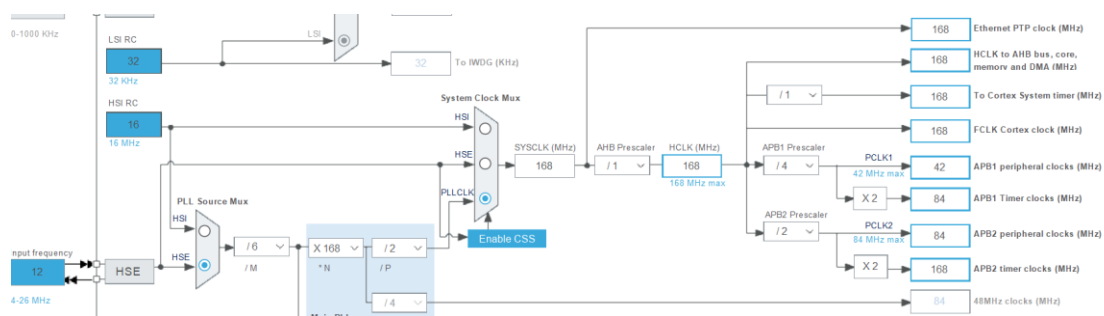 0-1000 KHz
LSI RC
32
32 KHz
LSI
32
To IWDG (KHz)
HSI RC
16
16 MHz
System Clock Mux
HSI
HSE
PLLCLK
SYSCLK (MHz)
168
AHB Prescaler
/ 1
HCLK (MHz)
168
168 MHz max
Enable CSS
PLL Source Mux
HSI
HSE
nput frequency
12
4-26 MHz
HSE
/ 6
/ M
X 168
* N
/ 2
/ P
/ 4
168
Ethernet PTP clock (MHz)
168
HCLK to AHB bus, core,
memory and DMA (MHz)
/ 1
168
To Cortex System timer (MHz)
168
FCLK Cortex clock (MHz)
APB1 Prescaler
/ 4
PCLK1
42 MHz max
42
APB1 peripheral clocks (MHz)
X 2
84
APB1 Timer clocks (MHz)
APB2 Prescaler
/ 2
PCLK2
84 MHz max
84
APB2 peripheral clocks (MHz)
X 2
168
APB2 timer clocks (MHz)
84
48MHz clocks (MHz)